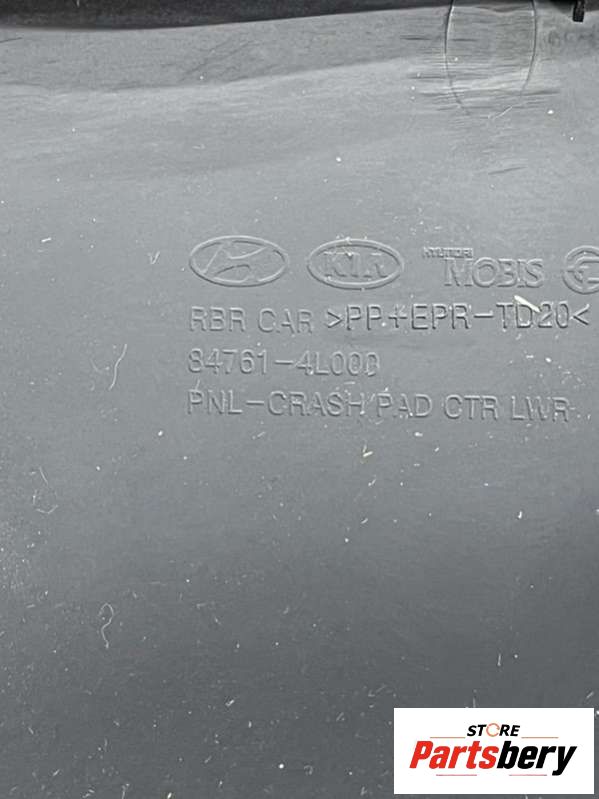 KIA HYUNDAI MOBIS
RBR CAR >PP+EPR-TD20<
84761-4L000
PNL-CRASH PAD CTR LWR
STORE
Partsbery